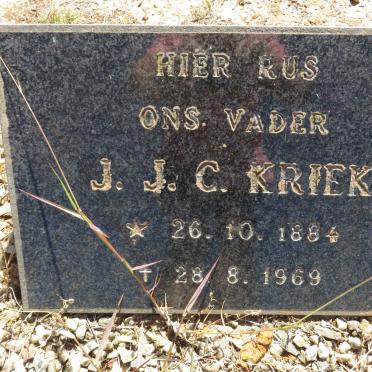 HIER RUS
ONS VADER
J. J. C. KRIEK
* 26. 10. 1884
† 28. 8. 1969